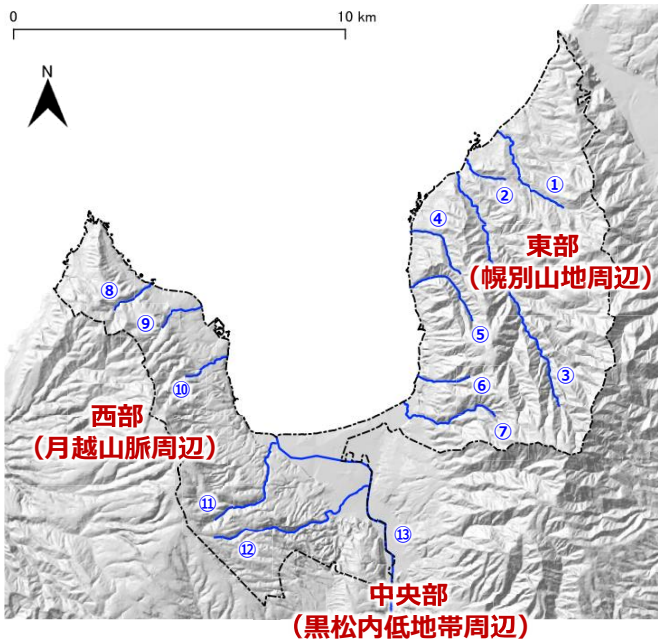 0 10 km
N
①
②
④
東部
(幌別山地周辺)
⑧
⑨
⑤
③
⑥
⑩
西部
(月越山脈周辺)
⑦
⑪
⑬
⑫
中央部
(黒松内低地帯周辺)